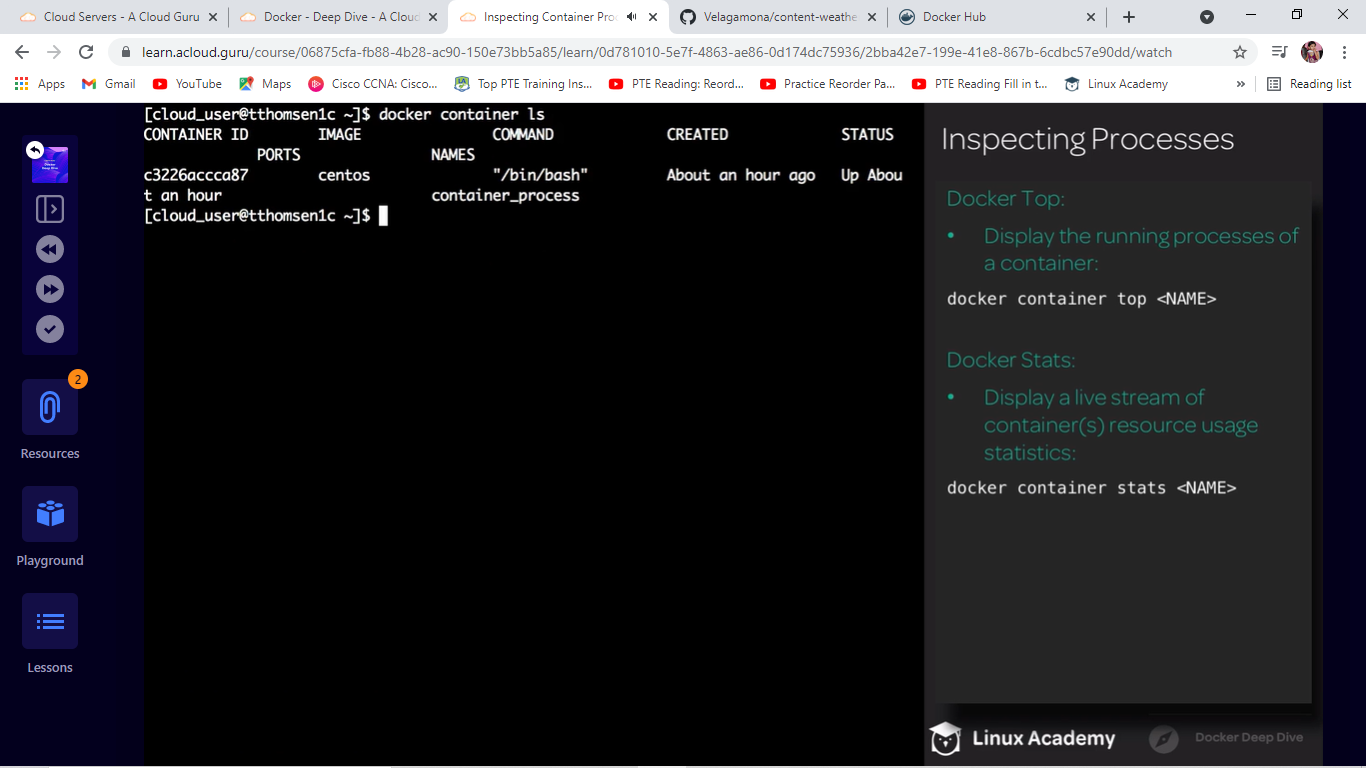 Cloud Servers - A Cloud Guru
Docker - Deep Dive - A Cloud
Inspecting Container Pro
Velagamona/content-weathe
Docker Hub
learn.acloud.guru/course/06875cfa-fb88-4b28-ac90-150e73bb5a85/learn/0d781010-5e7f-4863-ae86-0d174dc75936/2bba42e7-199e-41e8-867b-6cdbc57e90dd/watch
Apps
Gmail
YouTube
Maps
Cisco CCNA: Cisco...
Top PTE Training Ins...
PTE Reading: Reord...
Practice Reorder Pa...
PTE Reading Fill in t...
Linux Academy
»
Reading list
[cloud_user@tthomsen1c ~]$ docker container ls
CONTAINER ID IMAGE COMMAND CREATED STATUS
PORTS NAMES
c3226accca87 centos "/bin/bash" About an hour ago Up Abou
t an hour container_process
[cloud_user@tthomsen1c ~]$
Docker
Deep Dive
2
Resources
Playground
Lessons
Inspecting Processes
Docker Top:
• Display the running processes of
a container:
docker container top <NAME>
Docker Stats:
• Display a live stream of
container(s) resource usage
statistics:
docker container stats <NAME>
Linux Academy
Docker Deep Dive